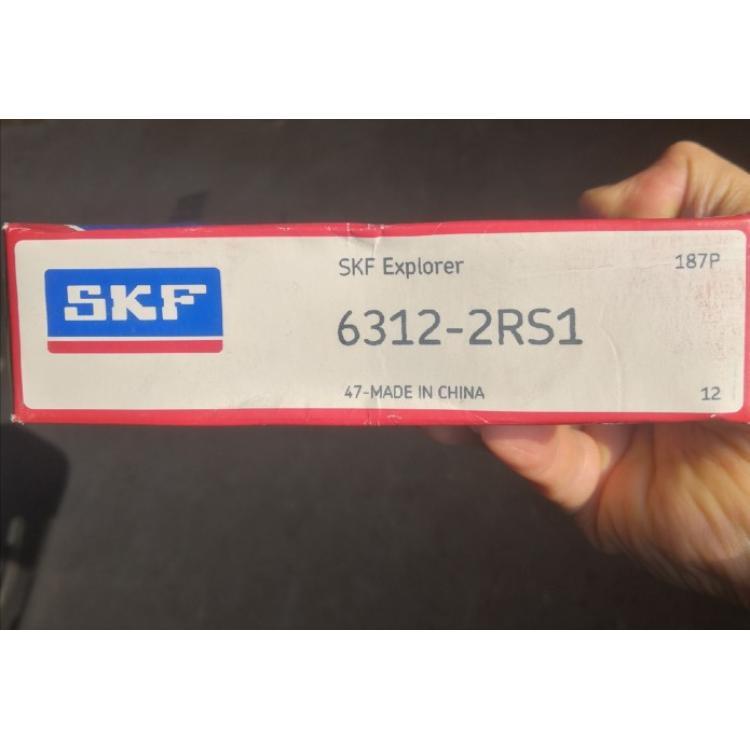 SKF
SKF Explorer
187P
6312-2RS1
47-MADE IN CHINA
12